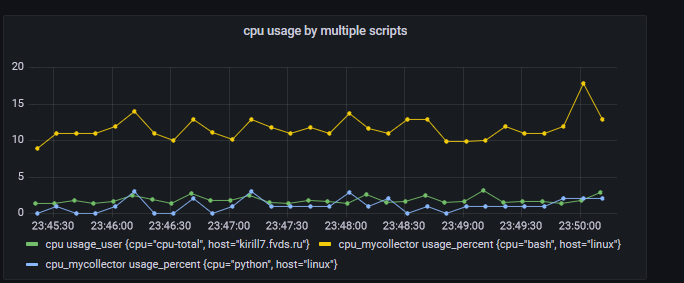 cpu usage by multiple scripts
20
15
10
5
0
23:45:30 23:46:00 23:46:30 23:47:00 23:47:30 23:48:00 23:48:30 23:49:00 23:49:30 23:50:00
cpu usage_user {cpu="cpu-total", host="kirill7.fvds.ru"} cpu_mycollector usage_percent {cpu="bash", host="linux"}
cpu_mycollector usage_percent {cpu="python", host="linux"}